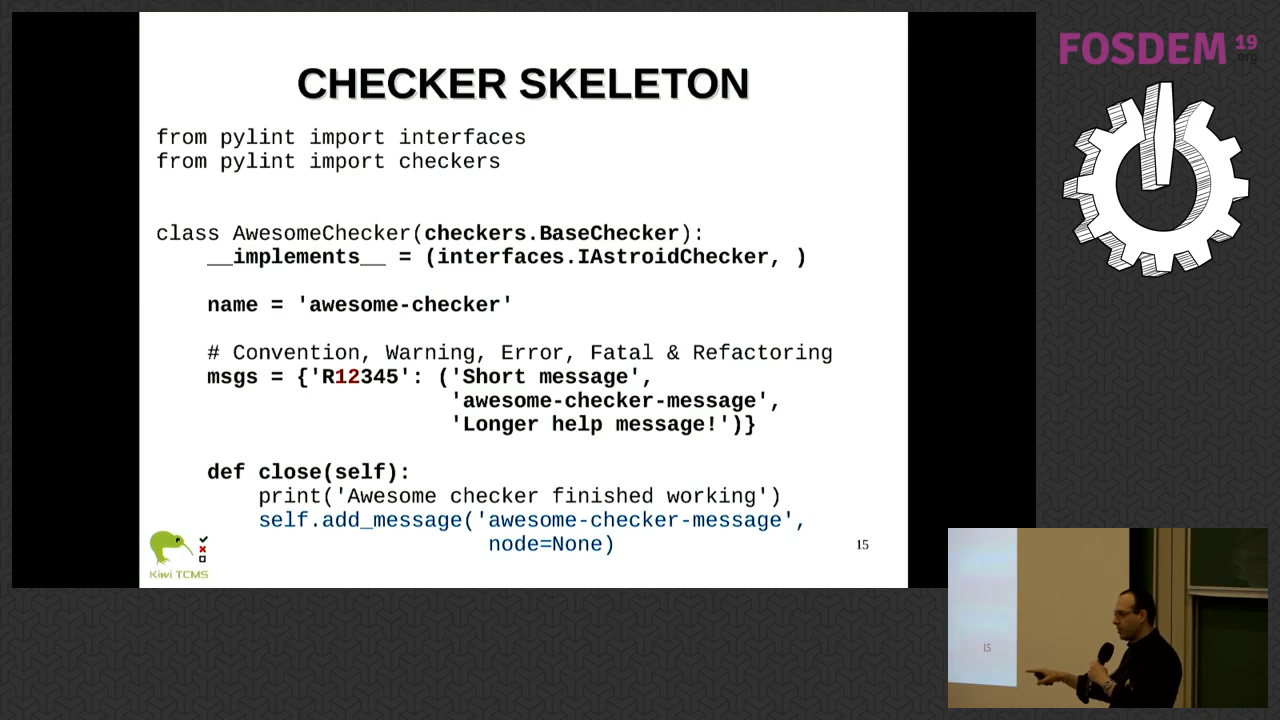 CHECKER SKELETON
from pylint import interfaces
from pylint import checkers
class AwesomeChecker(checkers.BaseChecker):
__implements__ = (interfaces.IAstroidChecker, )
name = 'awesome-checker'
# Convention, Warning, Error, Fatal & Refactoring
msgs = {'R12345': ('Short message',
'awesome-checker-message',
'Longer help message!')}
def close(self):
print('Awesome checker finished working')
self.add_message('awesome-checker-message',
node=None)
Kiwi TCMS
15
FOSDEM 19
.org
15